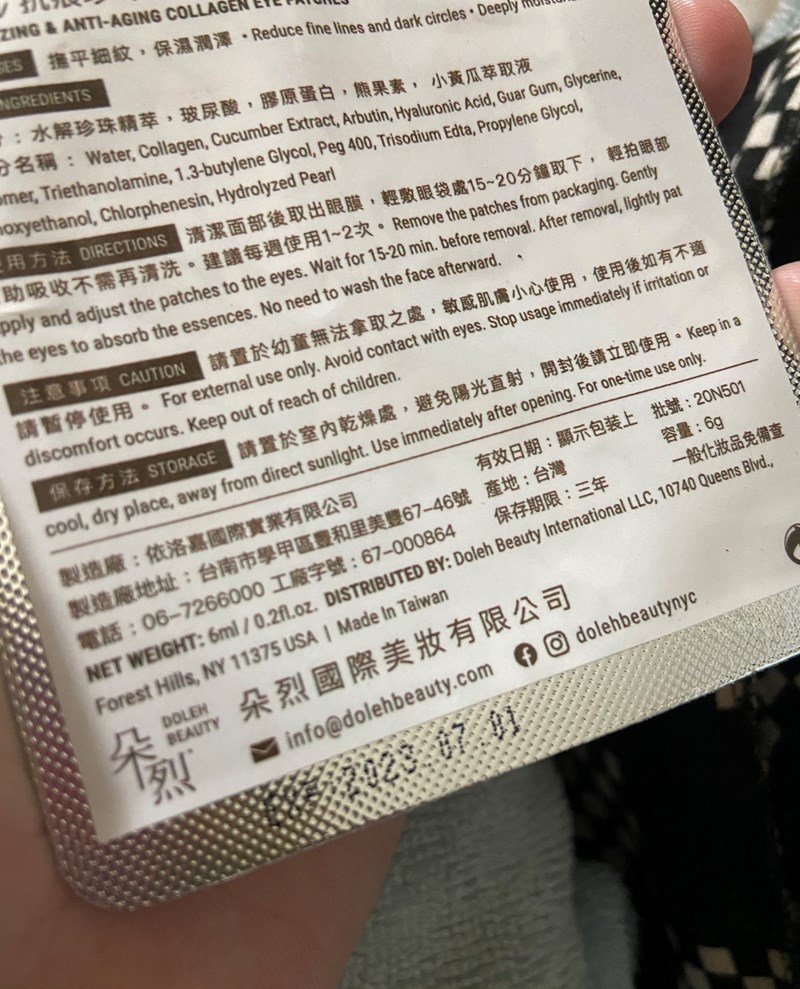 ZING & ANTI-AGING COLLAGEN EYE PATCHES
GES 撫平細紋，保濕潤澤 • Reduce fine lines and dark circles • Deeply
INGREDIENTS
：水解珍珠精萃，玻尿酸，膠原蛋白，熊果素， 小黃瓜萃取液
分名稱： Water, Collagen, Cucumber Extract, Arbutin, Hyaluronic Acid, Guar Gum, Glycerine,
omer, Triethanolamine, 1.3-butylene Glycol, Peg 400, Trisodium Edta, Propylene Glycol,
noxyethanol, Chlorphenesin, Hydrolyzed Pearl
使用方法 DIRECTIONS 清潔面部後取出眼膜，輕敷眼袋處15~20分鐘取下， 輕拍眼部
助吸收不需再清洗。建議每週使用1~2次。 Remove the patches from packaging. Gently
pply and adjust the patches to the eyes. Wait for 15-20 min. before removal. After removal, lightly pat
he eyes to absorb the essences. No need to wash the face afterward.
注意事項 CAUTION 請置於幼童無法拿取之處，敏感肌膚小心使用，使用後如有不適
請暫停使用。 For external use only. Avoid contact with eyes. Stop usage immediately if irritation or
discomfort occurs. Keep out of reach of children.
保存方法 STORAGE 請置於室內乾燥處，避免陽光直射，開封後請立即使用。 Keep in a
cool, dry place, away from direct sunlight. Use immediately after opening. For one-time use only.
製造廠：依洛嘉國際實業有限公司 有效日期：顯示包裝上 批號：20N501
製造廠地址：台南市學甲區豐和里美豐67-46號 產地：台灣 容量：6g
電話：06-7266000 工廠字號：67-000864 保存期限：三年 一般化妝品免備查
NET WEIGHT: 6ml / 0.2fl.oz. DISTRIBUTED BY: Doleh Beauty International LLC, 10740 Queens Blvd.,
Forest Hills, NY 11375 USA | Made In Taiwan
朵烈 DOLEH BEAUTY 朵烈國際美妝有限公司
info@dolehbeauty.com dolehbeautynyc
EXP 2023.07.01